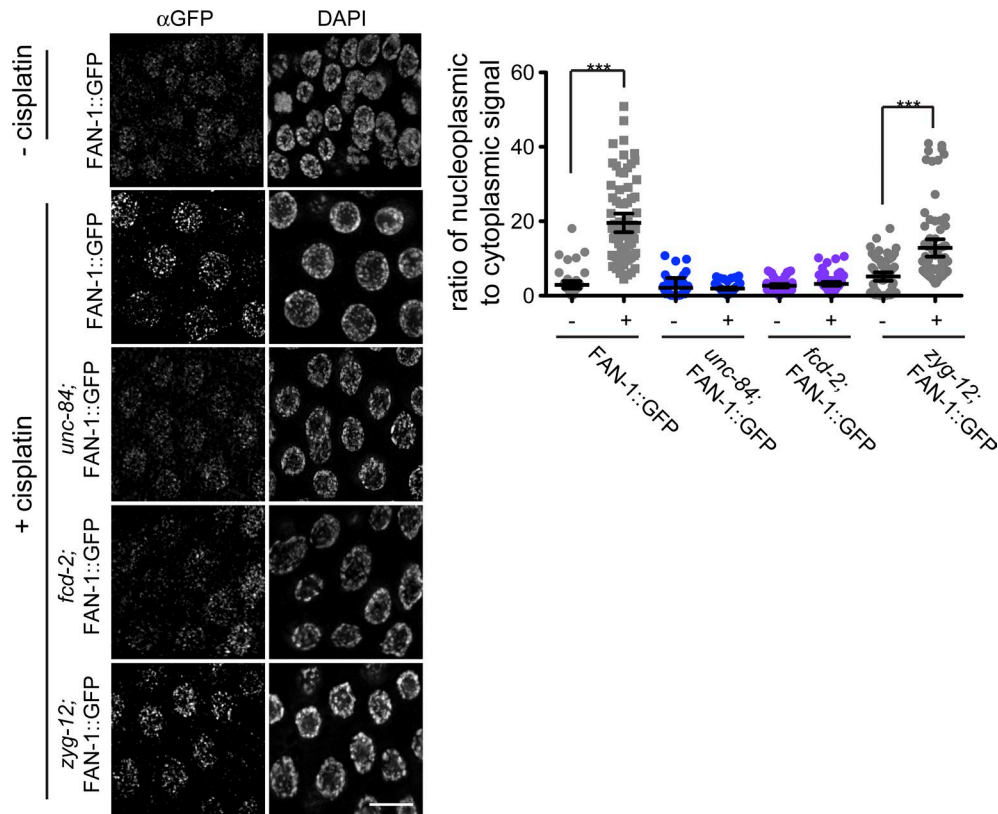 αGFP
DAPI
- cisplatin
FAN-1::GFP
+ cisplatin
FAN-1::GFP
unc-84;
FAN-1::GFP
fcd-2;
FAN-1::GFP
zyg-12;
FAN-1::GFP
ratio of nucleoplasmic
to cytoplasmic signal
60
40
20
0
***
***
- + - + - + - +
FAN-1::GFP
unc-84;
FAN-1::GFP
fcd-2;
FAN-1::GFP
zyg-12;
FAN-1::GFP